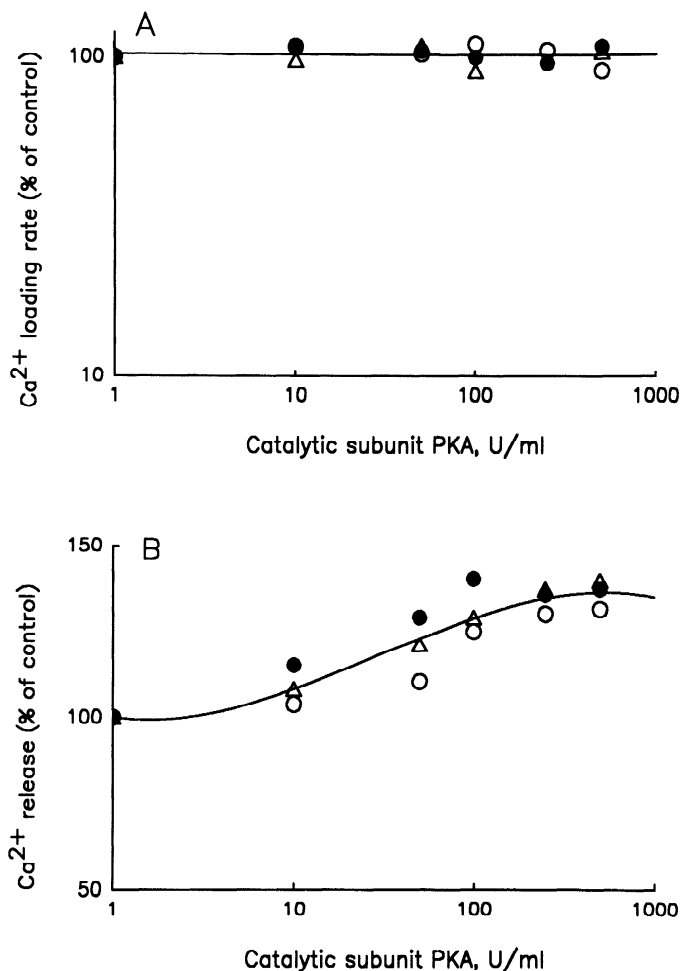 A
100
10
Ca2+ loading rate (% of control)
1 10 100 1000
Catalytic subunit PKA, U/ml
B
150
100
50
Ca2+ release (% of control)
1 10 100 1000
Catalytic subunit PKA, U/ml